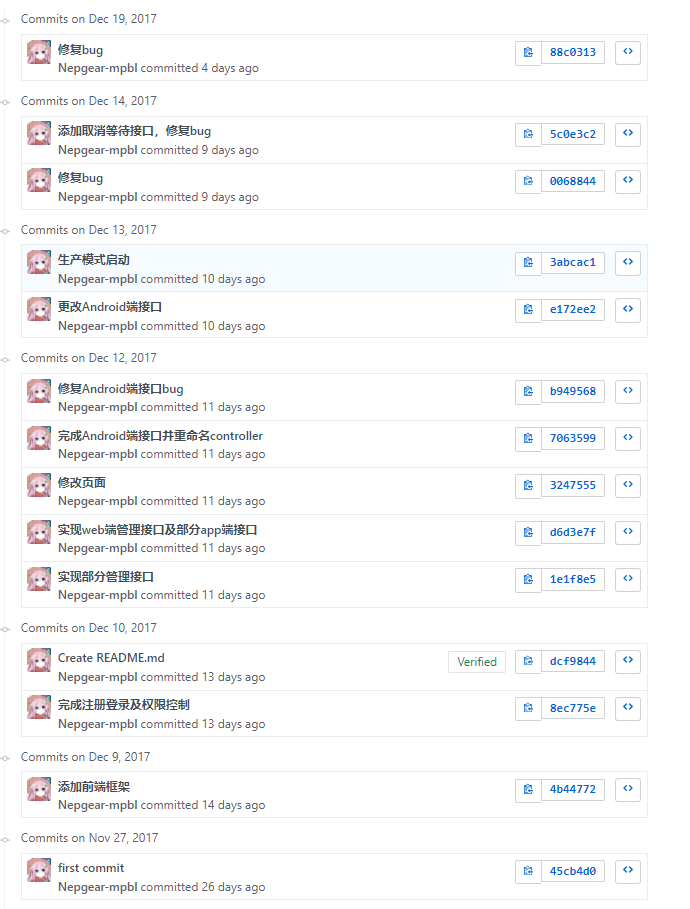 Commits on Dec 19, 2017
修复bug
88c0313
Nepgear-mpbl committed 4 days ago
Commits on Dec 14, 2017
添加取消等待接口，修复bug
5c0e3c2
Nepgear-mpbl committed 9 days ago
修复bug
0068844
Nepgear-mpbl committed 9 days ago
Commits on Dec 13, 2017
生产模式启动
3abcac1
Nepgear-mpbl committed 10 days ago
更改Android端接口
e172ee2
Nepgear-mpbl committed 10 days ago
Commits on Dec 12, 2017
修复Android端接口bug
b949568
Nepgear-mpbl committed 11 days ago
完成Android端接口并重命名controller
7063599
Nepgear-mpbl committed 11 days ago
修改页面
3247555
Nepgear-mpbl committed 11 days ago
实现web端管理接口及部分app端接口
d6d3e7f
Nepgear-mpbl committed 11 days ago
实现部分管理接口
1e1f8e5
Nepgear-mpbl committed 11 days ago
Commits on Dec 10, 2017
Create README.md
Verified
dcf9844
Nepgear-mpbl committed 13 days ago
完成注册登录及权限控制
8ec775e
Nepgear-mpbl committed 13 days ago
Commits on Dec 9, 2017
添加前端框架
4b44772
Nepgear-mpbl committed 14 days ago
Commits on Nov 27, 2017
first commit
45cb4d0
Nepgear-mpbl committed 26 days ago